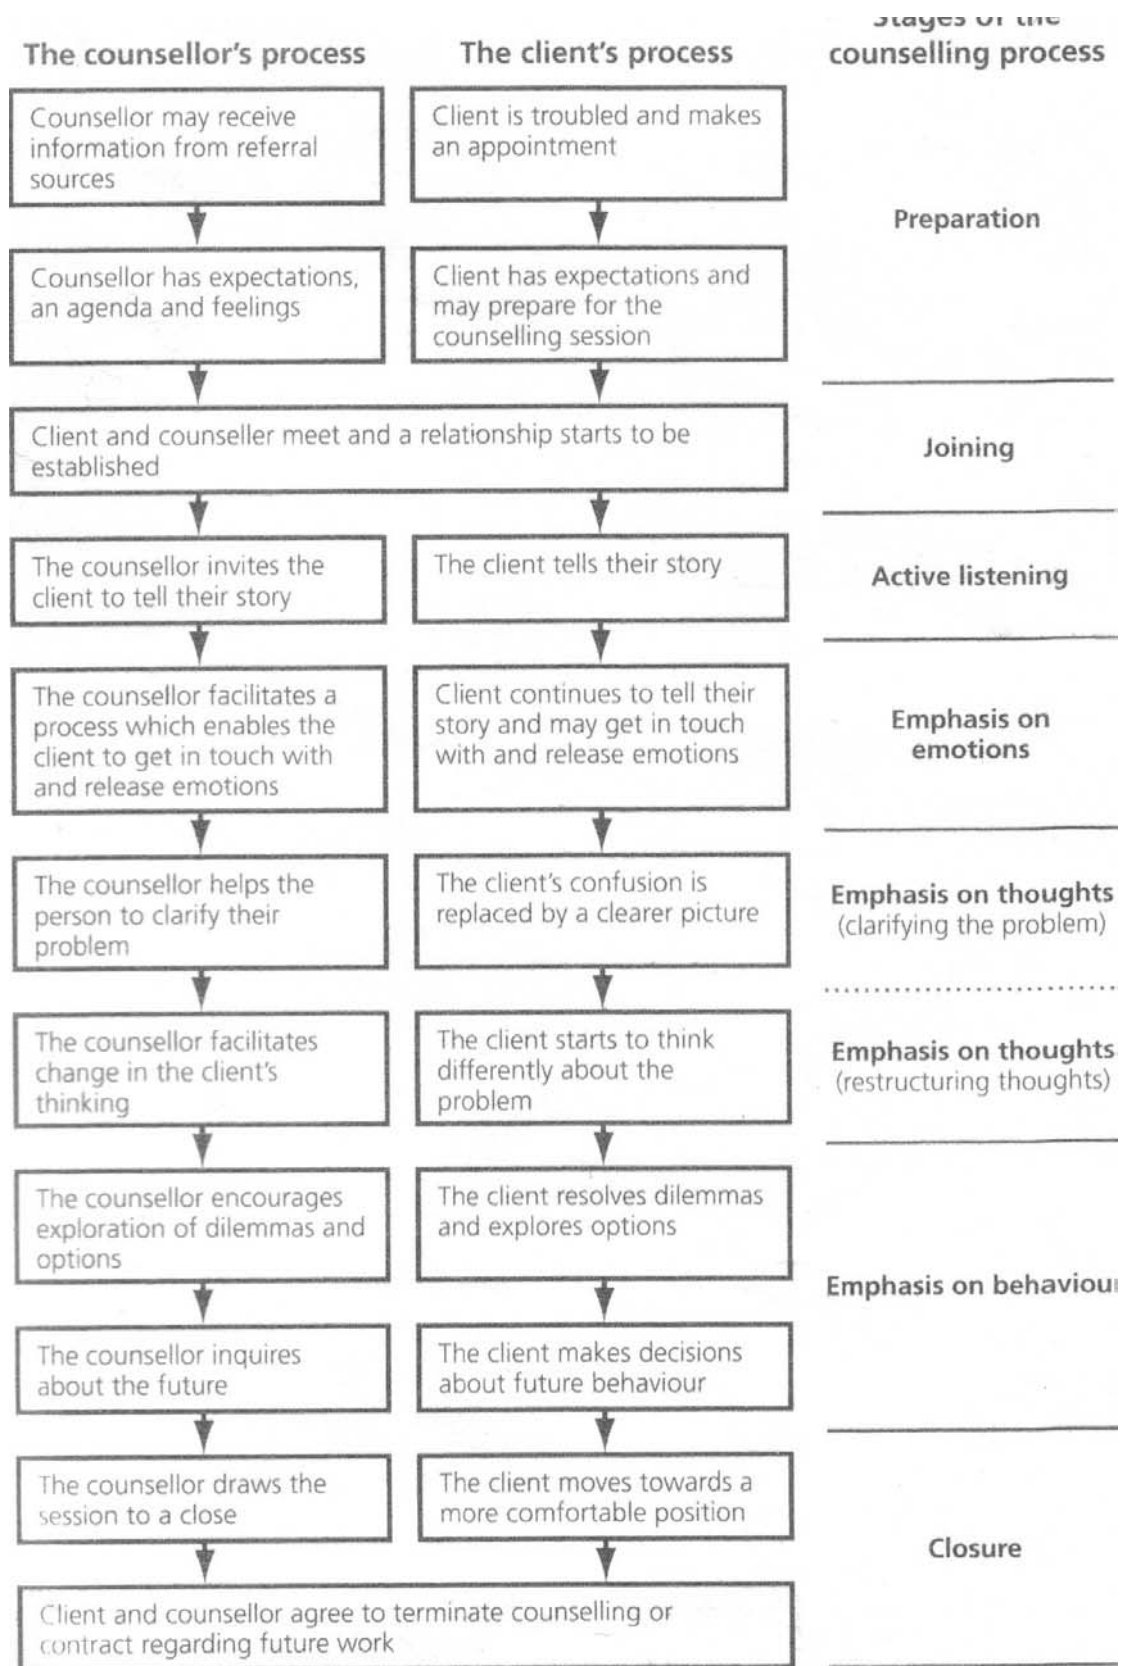 The counsellor's process
The client's process
Stages of the
counselling process
Counsellor may receive
information from referral
sources
Client is troubled and makes
an appointment
Preparation
Counsellor has expectations,
an agenda and feelings
Client has expectations and
may prepare for the
counselling session
Client and counseller meet and a relationship starts to be
established
Joining
The counsellor invites the
client to tell their story
The client tells their story
Active listening
The counsellor facilitates a
process which enables the
client to get in touch with
and release emotions
Client continues to tell their
story and may get in touch
with and release emotions
Emphasis on
emotions
The counsellor helps the
person to clarify their
problem
The client's confusion is
replaced by a clearer picture
Emphasis on thoughts
(clarifying the problem)
The counsellor facilitates
change in the client's
thinking
The client starts to think
differently about the
problem
Emphasis on thoughts
(restructuring thoughts)
The counsellor encourages
exploration of dilemmas and
options
The client resolves dilemmas
and explores options
Emphasis on behaviour
The counsellor inquires
about the future
The client makes decisions
about future behaviour
The counsellor draws the
session to a close
The client moves towards a
more comfortable position
Closure
Client and counsellor agree to terminate counselling or
contract regarding future work